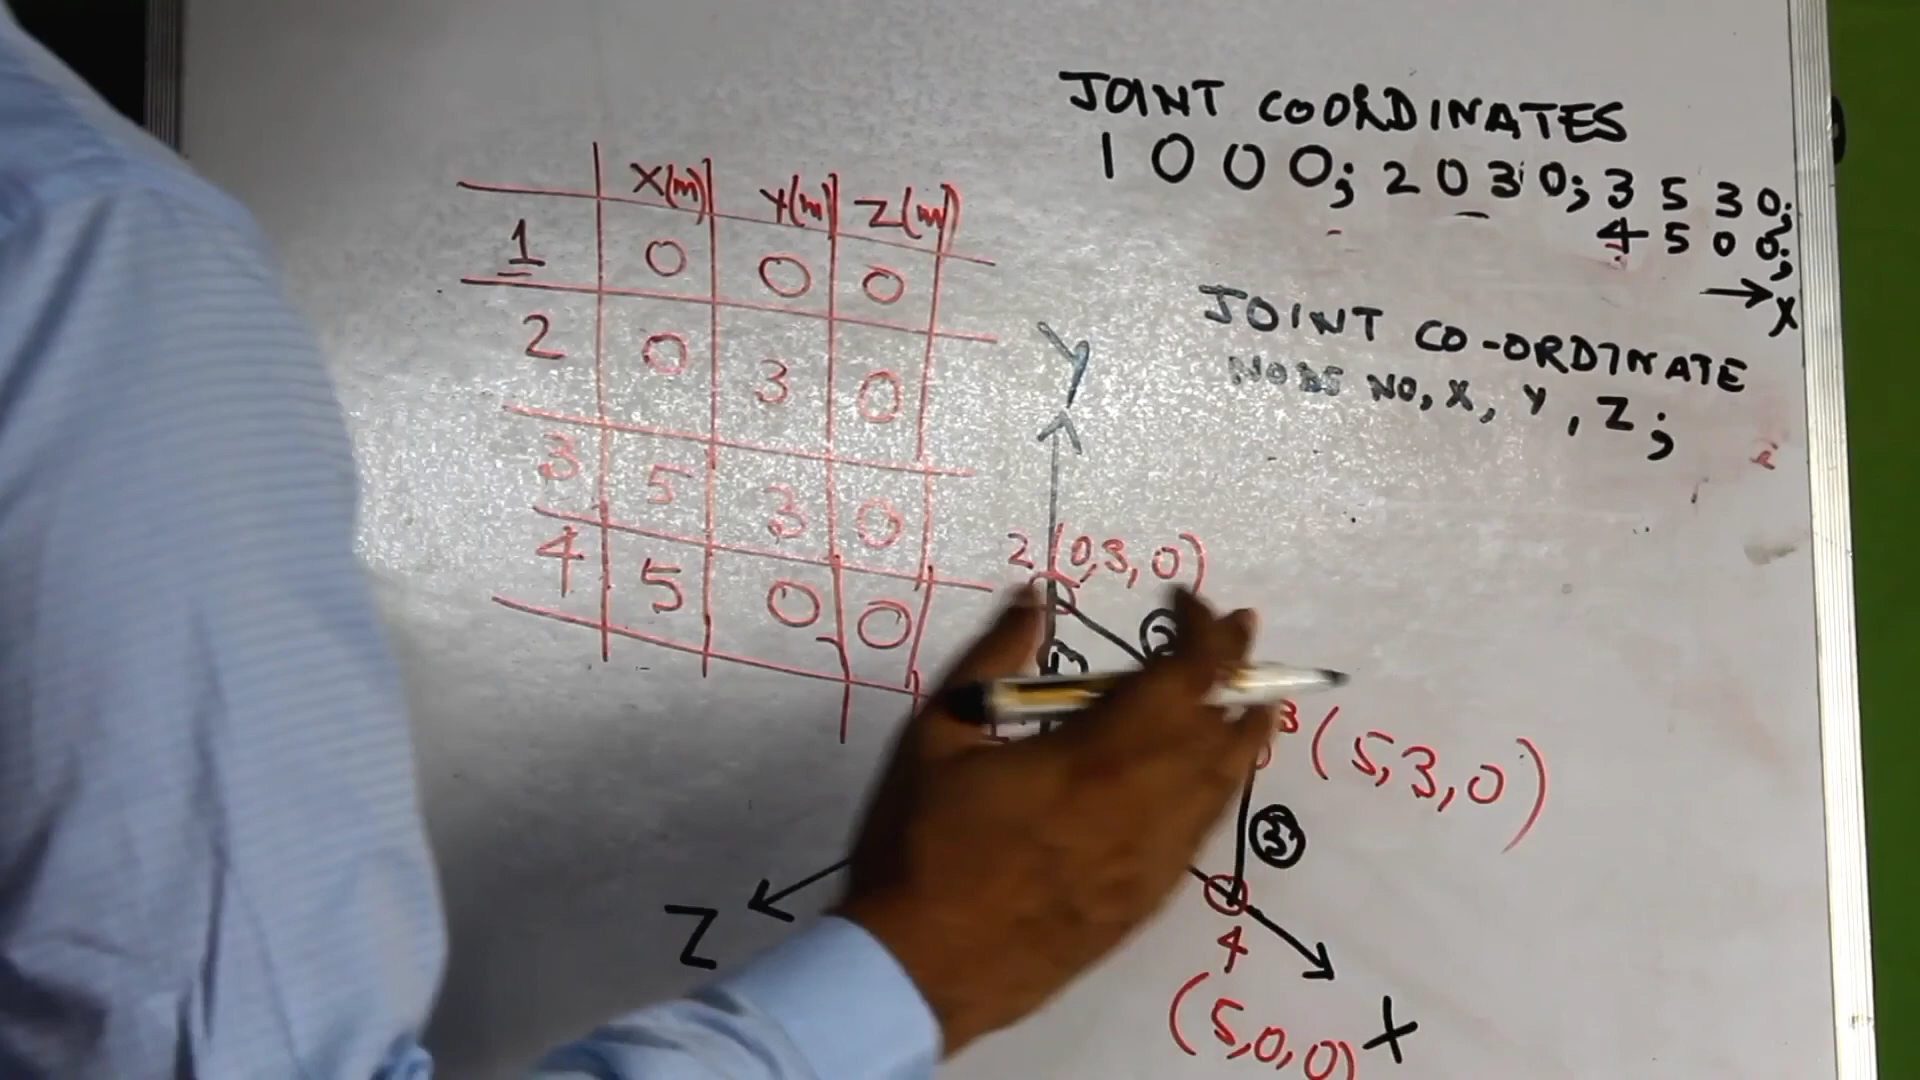 JOINT COORDINATES
1 0 0 0; 2 0 3 0; 3 5 3 0;
4 5 0 0;
→ X
JOINT CO-ORDINATE
NODE NO, X, Y, Z;
X(m) Y(m) Z(m)
1 0 0 0
2 0 3 0
3 5 3 0
4 5 0 0
Y
2 (0,3,0)
3 (5,3,0)
3
Z
4
(5,0,0) X